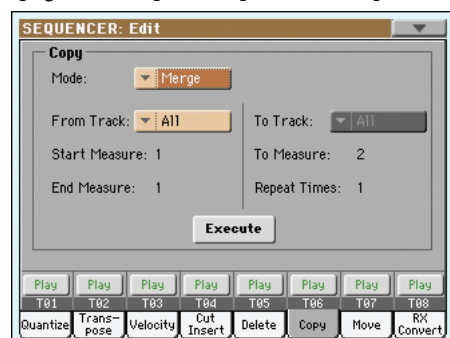 SEQUENCER: Edit
Copy
Mode: Merge
From Track: All To Track: All
Start Measure: 1 To Measure: 2
End Measure: 1 Repeat Times: 1
Execute
Play Play Play Play Play Play Play Play
T01 T02 T03 T04 T05 T06 T07 T08
Quantize Trans-pose Velocity Cut Insert Delete Copy Move RX Convert